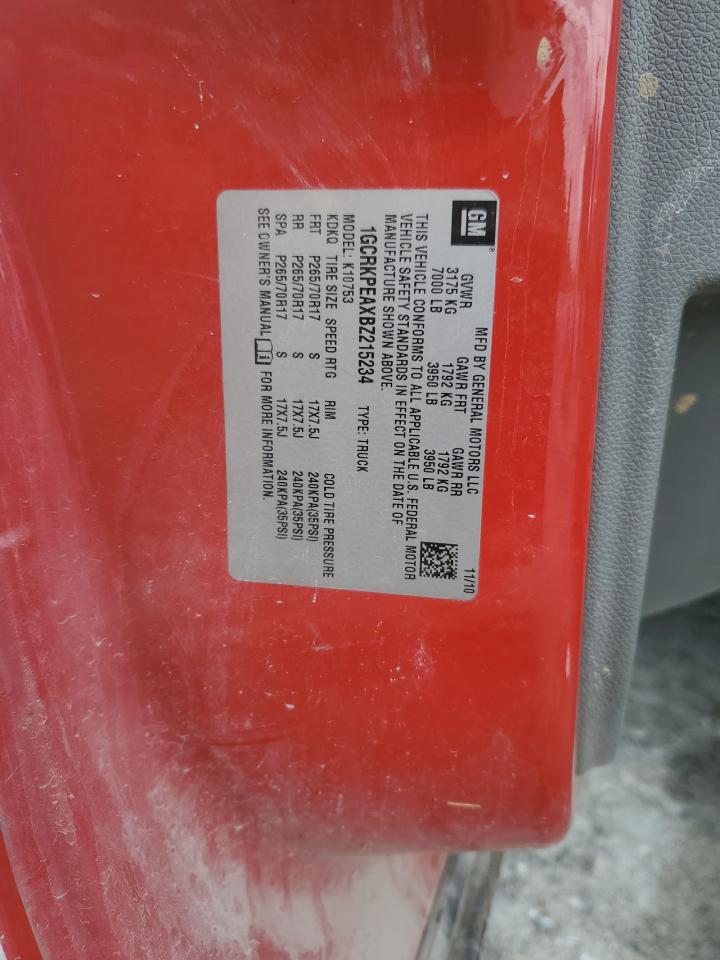 GM®
MFD BY GENERAL MOTORS LLC 11/10
GVWR GAWR FRT GAWR RR
3175 KG 1792 KG 1792 KG
7000 LB 3950 LB 3950 LB
THIS VEHICLE CONFORMS TO ALL APPLICABLE U.S. FEDERAL MOTOR
VEHICLE SAFETY STANDARDS IN EFFECT ON THE DATE OF
MANUFACTURE SHOWN ABOVE.
1GCRKPEAXBZ215234 TYPE: TRUCK
MODEL: K10753
KDKQ TIRE SIZE SPEED RTG RIM COLD TIRE PRESSURE
FRT P265/70R17 S 17X7.5J 240KPA(35PSI)
RR P265/70R17 S 17X7.5J 240KPA(35PSI)
SPA P265/70R17 S 17X7.5J 240KPA(35PSI)
SEE OWNER'S MANUAL FOR MORE INFORMATION.